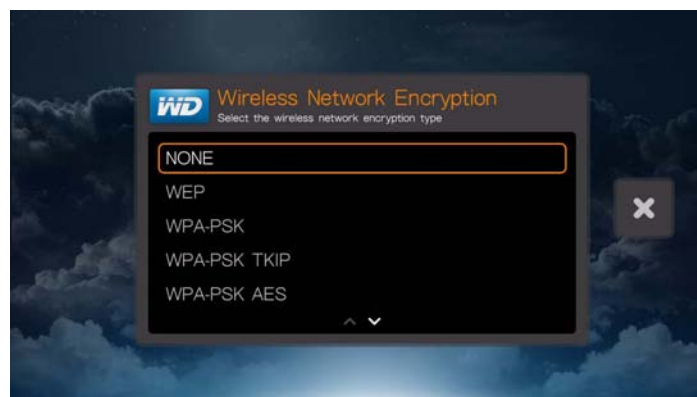 WD
Wireless Network Encryption
Select the wireless network encryption type
NONE
WEP
WPA-PSK
WPA-PSK TKIP
WPA-PSK AES